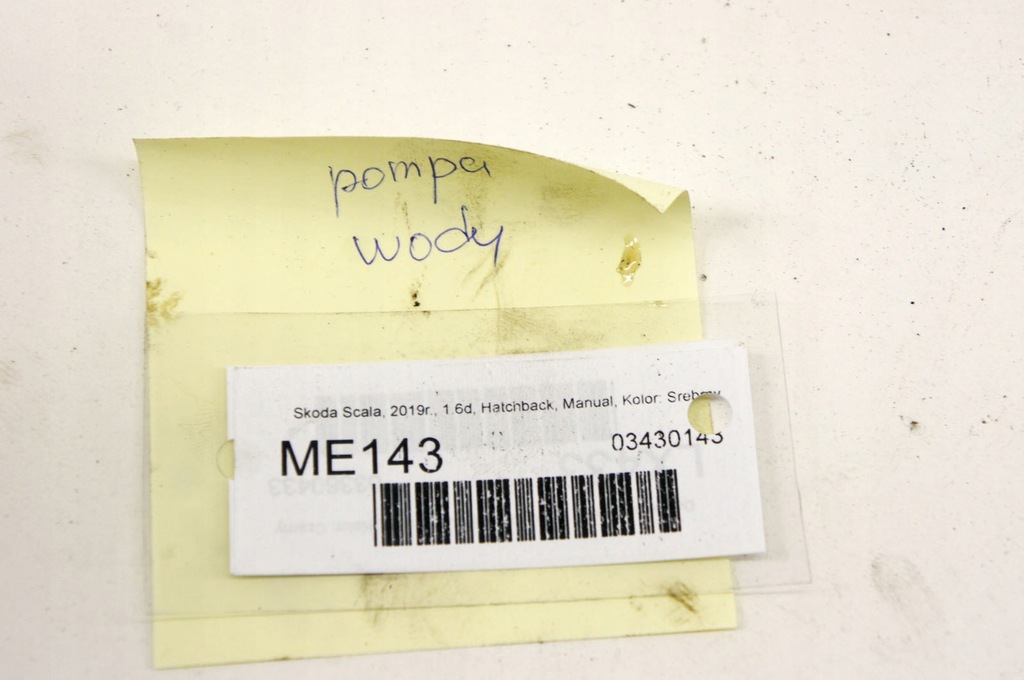 pompa
wody
Skoda Scala, 2019r., 1.6d, Hatchback, Manual, Kolor: Srebrny
ME143
03430143